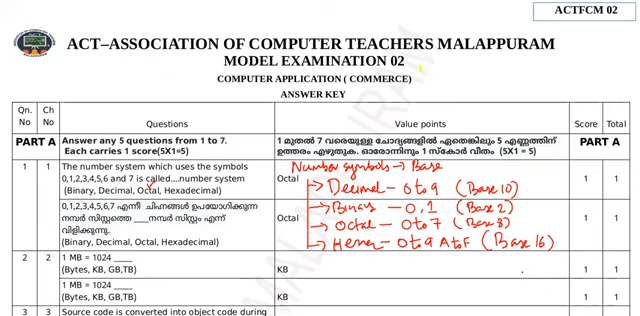 ACTFCM 02
ACT–ASSOCIATION OF COMPUTER TEACHERS MALAPPURAM
MODEL EXAMINATION 02
COMPUTER APPLICATION ( COMMERCE)
ANSWER KEY
Qn. No Ch No Questions Value points Score Total
PART A Answer any 5 questions from 1 to 7. Each carries 1 score(5X1=5) 1 മുതൽ 7 വരെയുള്ള ചോദ്യങ്ങളിൽ ഏതെങ്കിലും 5 എണ്ണത്തിന് ഉത്തരം എഴുതുക. ഓരോന്നിനും 1 സ്കോർ വീതം (5X1 = 5) PART A
Number symbols → Base
1 1 The number system which uses the symbols
0,1,2,3,4,5,6 and 7 is called....number system Octal 1 1
(Binary, Decimal, Octal, Hexadecimal)
→ Decimal – 0 to 9 (Base 10)
→ Binary – 0,1 (Base 2)
→ Octal – 0 to 7 (Base 8)
→ Hexa – 0 to 9 A to F (Base 16)
0,1,2,3,4,5,6,7 എന്നീ ചിഹ്നങ്ങൾ ഉപയോഗിക്കുന്ന
നമ്പർ സിസ്റ്റത്തെ ____നമ്പർ സിസ്റ്റം എന്ന് Octal 1 1
വിളിക്കുന്നു.
(Binary, Decimal, Octal, Hexadecimal)
2 2 1 MB = 1024 _____
(Bytes, KB, GB,TB) KB 1 1
1 MB = 1024 _____
(Bytes, KB, GB,TB) KB 1 1
3 3 Source code is converted into object code during